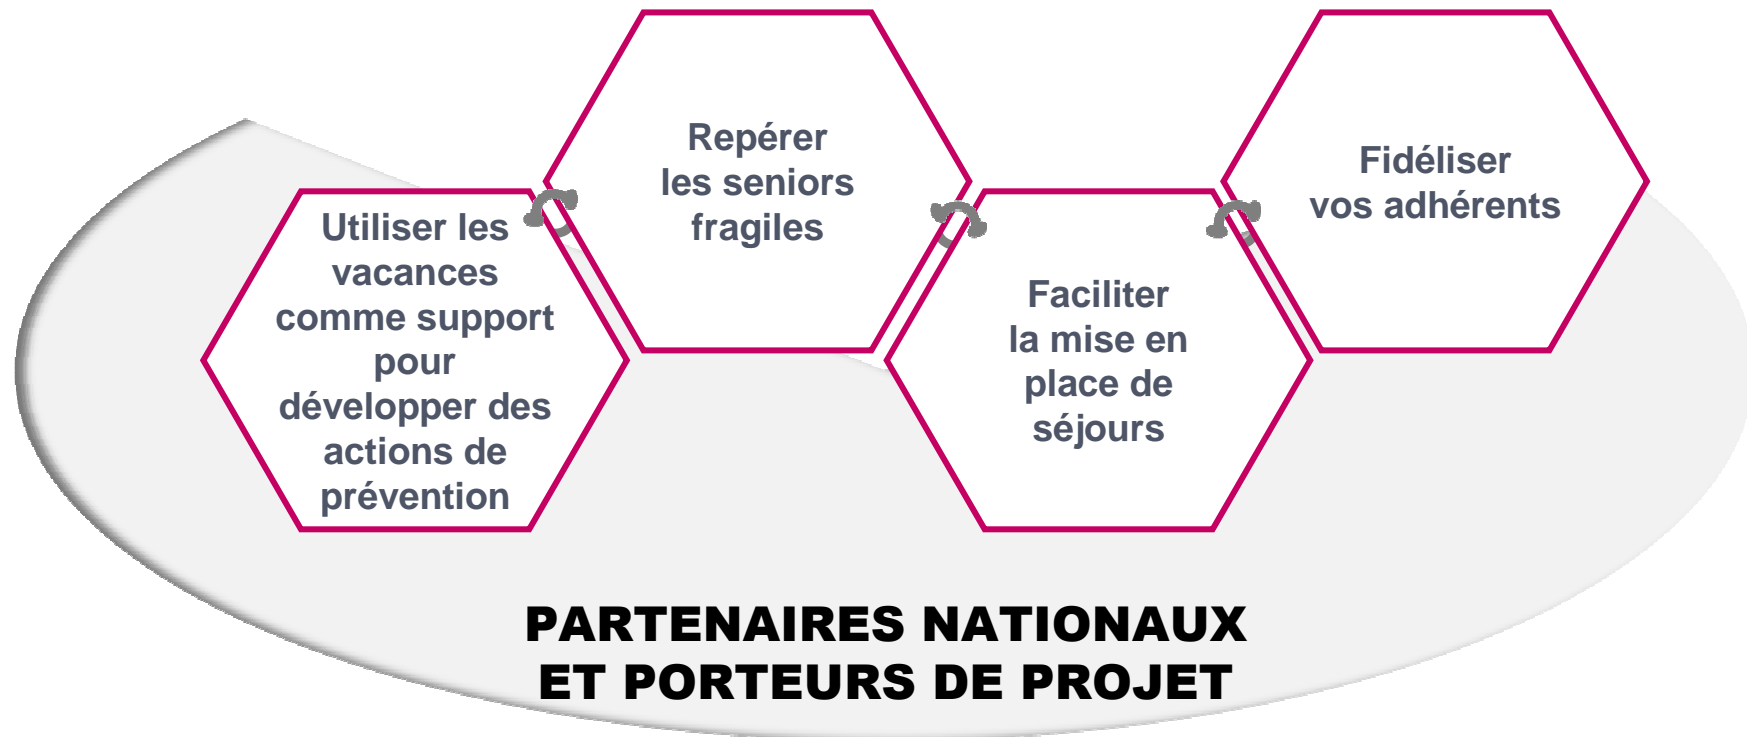 Utiliser les
vacances
comme support
pour
développer des
actions de
prévention
Repérer
les seniors
fragiles
Faciliter
la mise en
place de
séjours
Fidéliser
vos adhérents
PARTENAIRES NATIONAUX
ET PORTEURS DE PROJET